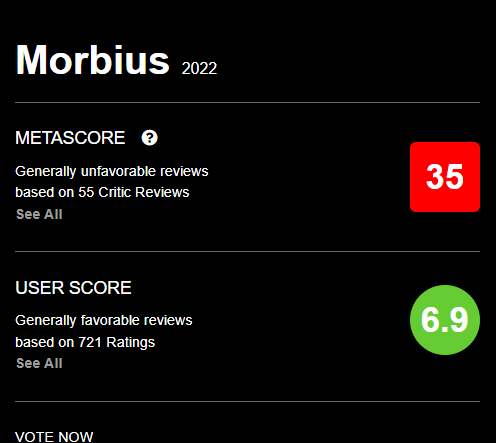 Morbius 2022
METASCORE ?
35
Generally unfavorable reviews
based on 55 Critic Reviews
See All
USER SCORE
6.9
Generally favorable reviews
based on 721 Ratings
See All
VOTE NOW